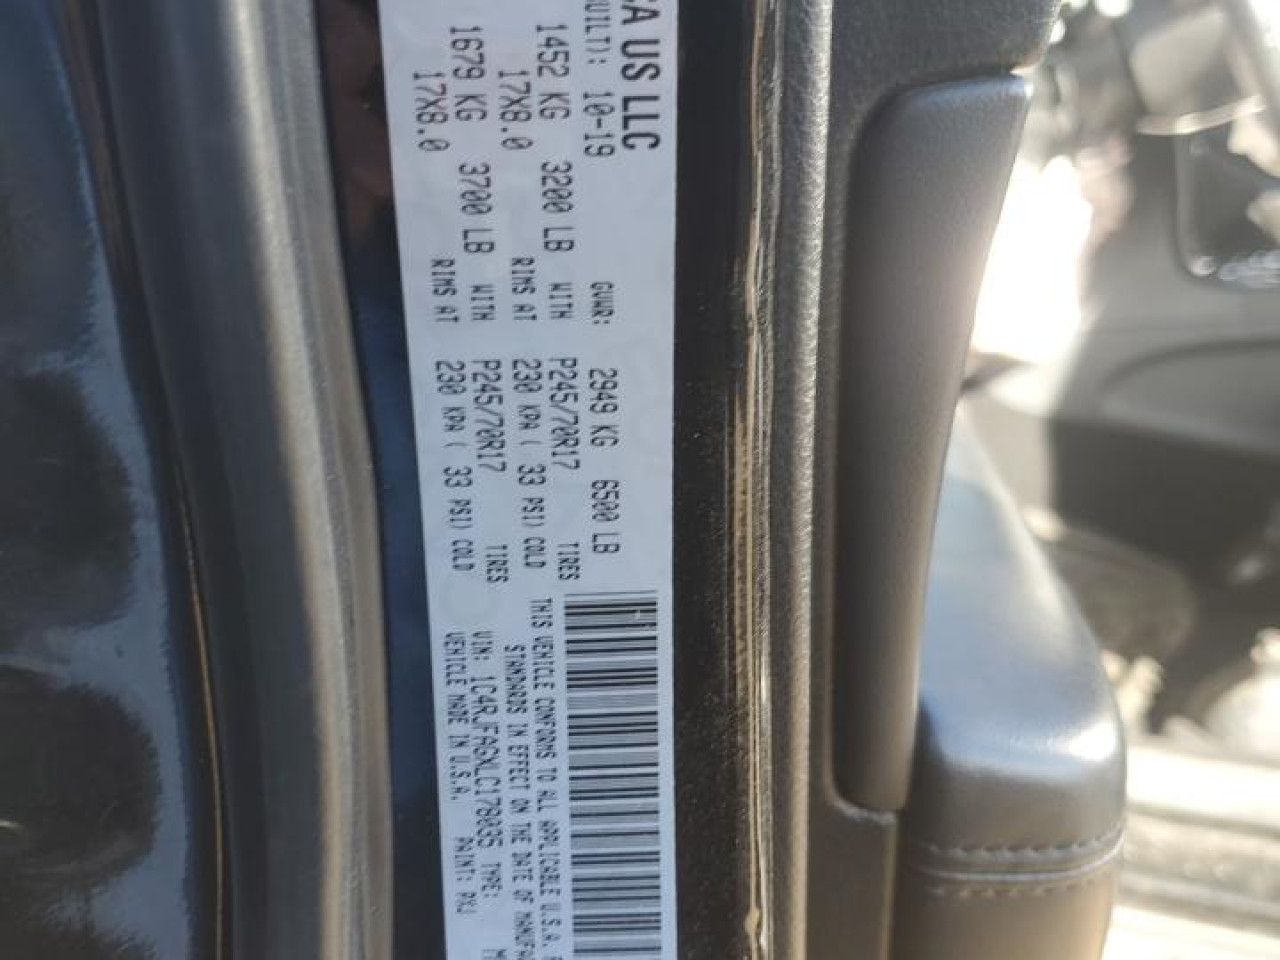 CA US LLC
BUILT): 10-19 GVWR: 2949 KG 6500 LB
1452 KG 3200 LB WITH P245/70R17 TIRES
17X8.0 RIMS AT 230 KPA ( 33 PSI) COLD
1679 KG 3700 LB WITH P245/70R17 TIRES
17X8.0 RIMS AT 230 KPA ( 33 PSI) COLD
THIS VEHICLE CONFORMS TO ALL APPLICABLE U.S.A.
STANDARDS IN EFFECT ON THE DATE OF MANUFA
VIN: 1C4RJFAGXLC178035 TYPE:
VEHICLE MADE IN U.S.A. PAINT: PXJ